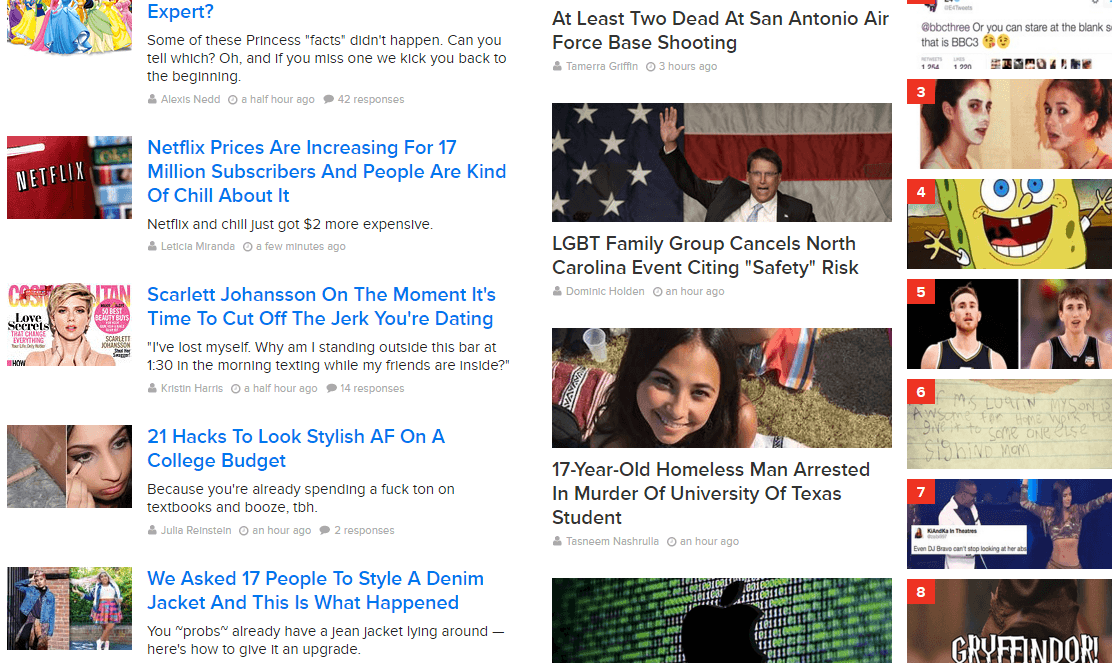 Expert?
Some of these Princess "facts" didn't happen. Can you
tell which? Oh, and if you miss one we kick you back to
the beginning.
Alexis Nedd a half hour ago 42 responses
NETFLIX
Netflix Prices Are Increasing For 17
Million Subscribers And People Are Kind
Of Chill About It
Netflix and chill just got $2 more expensive.
Leticia Miranda a few minutes ago
COSMOPOLITAN
Love
Secrets
THAT CHANGE
EVERYTHING
50 BEST
BEAUTY BUYS
SCARLETT
JOHANSSON
Scarlett Johansson On The Moment It's
Time To Cut Off The Jerk You're Dating
"I've lost myself. Why am I standing outside this bar at
1:30 in the morning texting while my friends are inside?"
Kristin Harris a half hour ago 14 responses
21 Hacks To Look Stylish AF On A
College Budget
Because you're already spending a fuck ton on
textbooks and booze, tbh.
Julia Reinstein an hour ago 2 responses
We Asked 17 People To Style A Denim
Jacket And This Is What Happened
You ~probs~ already have a jean jacket lying around —
here's how to give it an upgrade.
At Least Two Dead At San Antonio Air
Force Base Shooting
Tamerra Griffin 3 hours ago
LGBT Family Group Cancels North
Carolina Event Citing "Safety" Risk
Dominic Holden an hour ago
17-Year-Old Homeless Man Arrested
In Murder Of University Of Texas
Student
Tasneem Nashrulla an hour ago
@E4Tweets
@bbcthree Or you can stare at the blank
that is BBC3 😘😏
RETWEETS LIKES
1,254 1,220
3
4
5
6
give it to some one else
SIGHIND MOM
7
KiAndKa in Theatres
Even DJ Bravo can't stop looking at her abs
8
GRYFFINDOR!